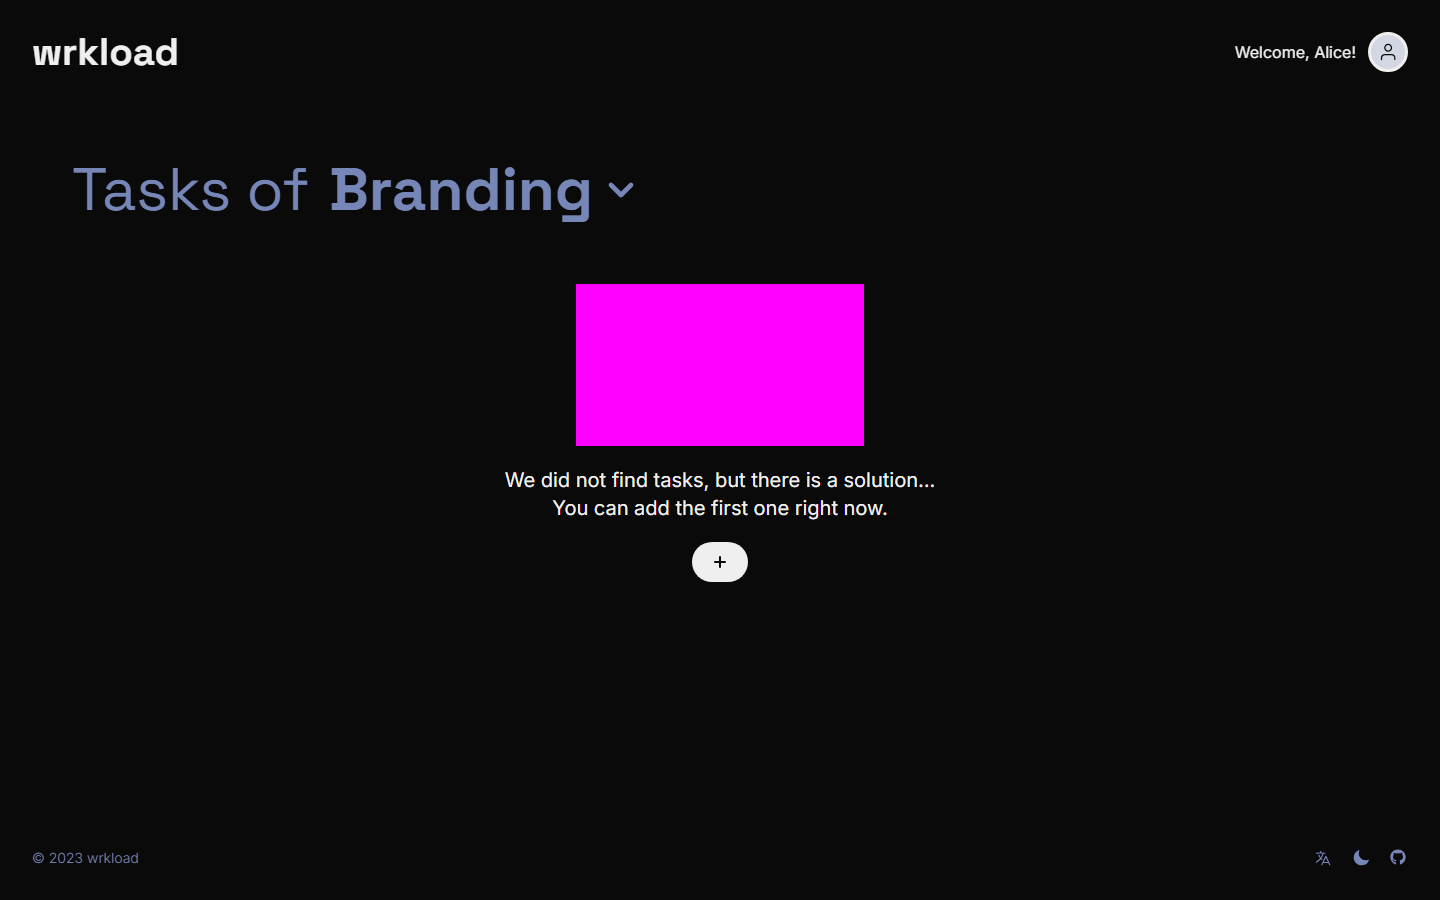 wrkload
Welcome, Alice!
Tasks of Branding
We did not find tasks, but there is a solution...
You can add the first one right now.
© 2023 wrkload